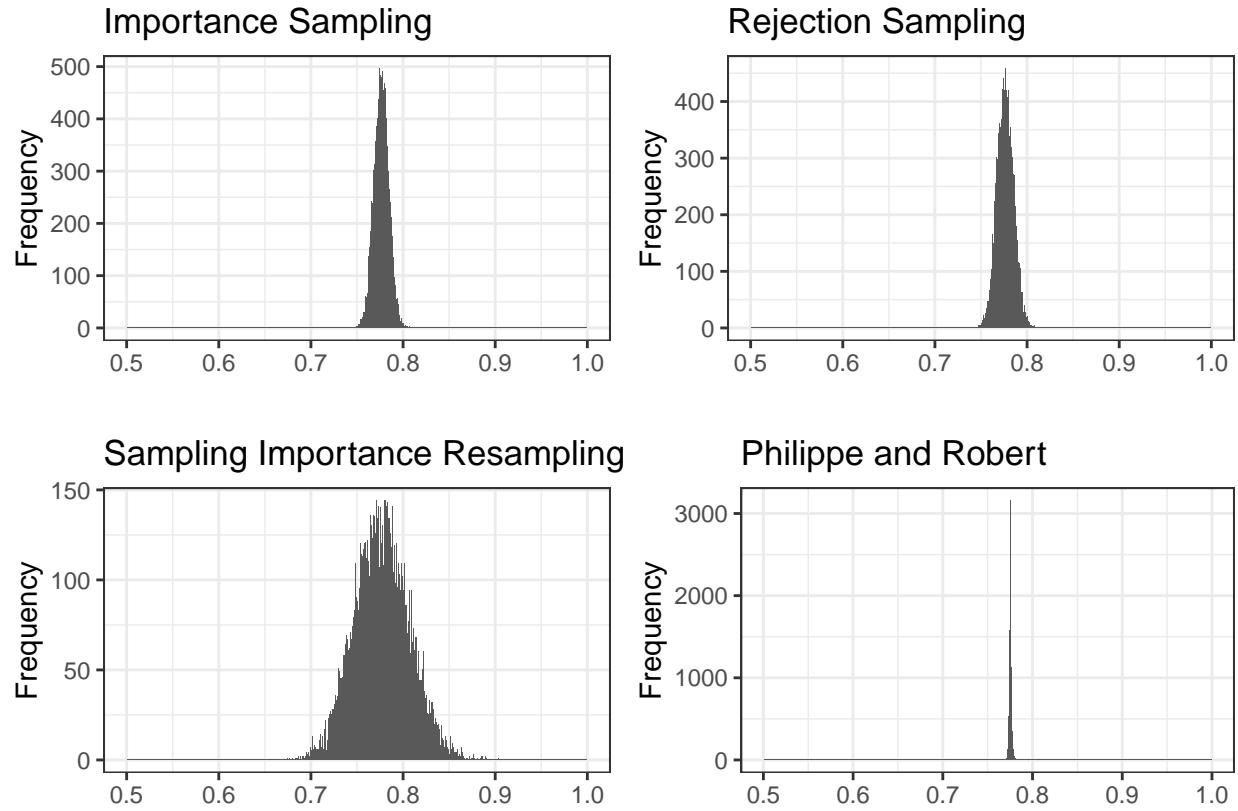 Importance Sampling
Frequency
500
400
300
200
100
0
0.5 0.6 0.7 0.8 0.9 1.0
Rejection Sampling
Frequency
400
300
200
100
0
0.5 0.6 0.7 0.8 0.9 1.0
Sampling Importance Resampling
Frequency
150
100
50
0
0.5 0.6 0.7 0.8 0.9 1.0
Philippe and Robert
Frequency
3000
2000
1000
0
0.5 0.6 0.7 0.8 0.9 1.0